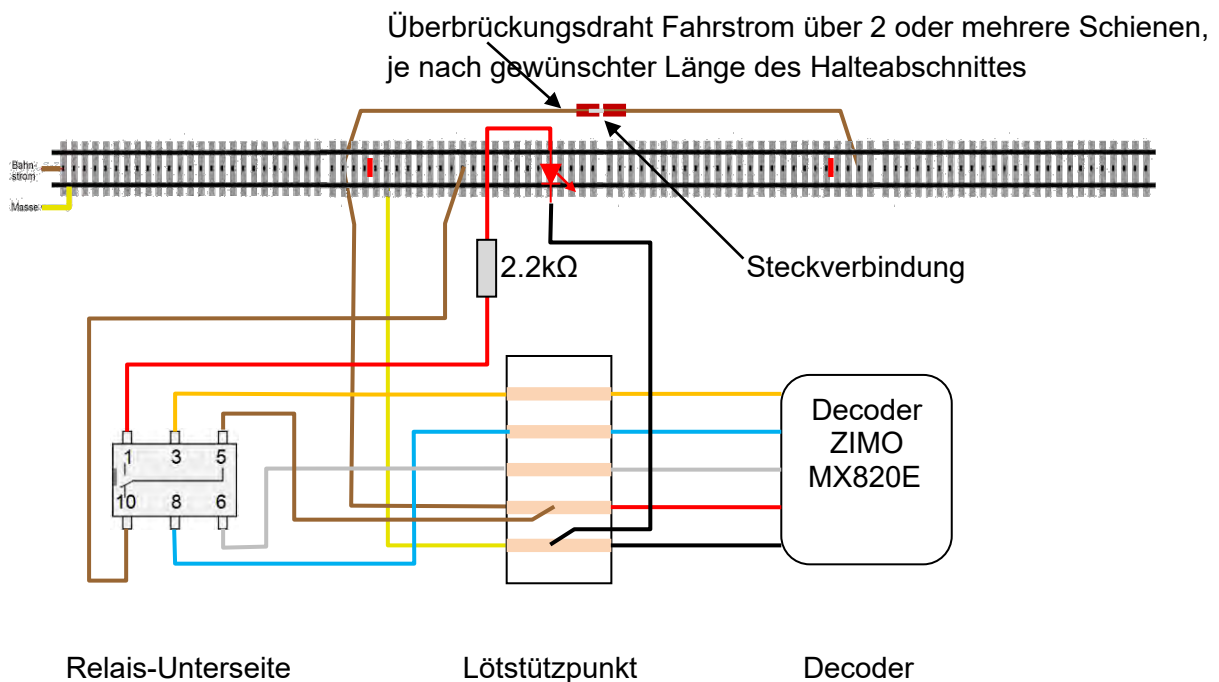 Überbrückungsdraht Fahrstrom über 2 oder mehrere Schienen,
je nach gewünschter Länge des Halteabschnittes
Bahn-
strom
Masse
2.2kΩ
Steckverbindung
Decoder
ZIMO
MX820E
1 3 5
10 8 6
Relais-Unterseite Lötstützpunkt Decoder